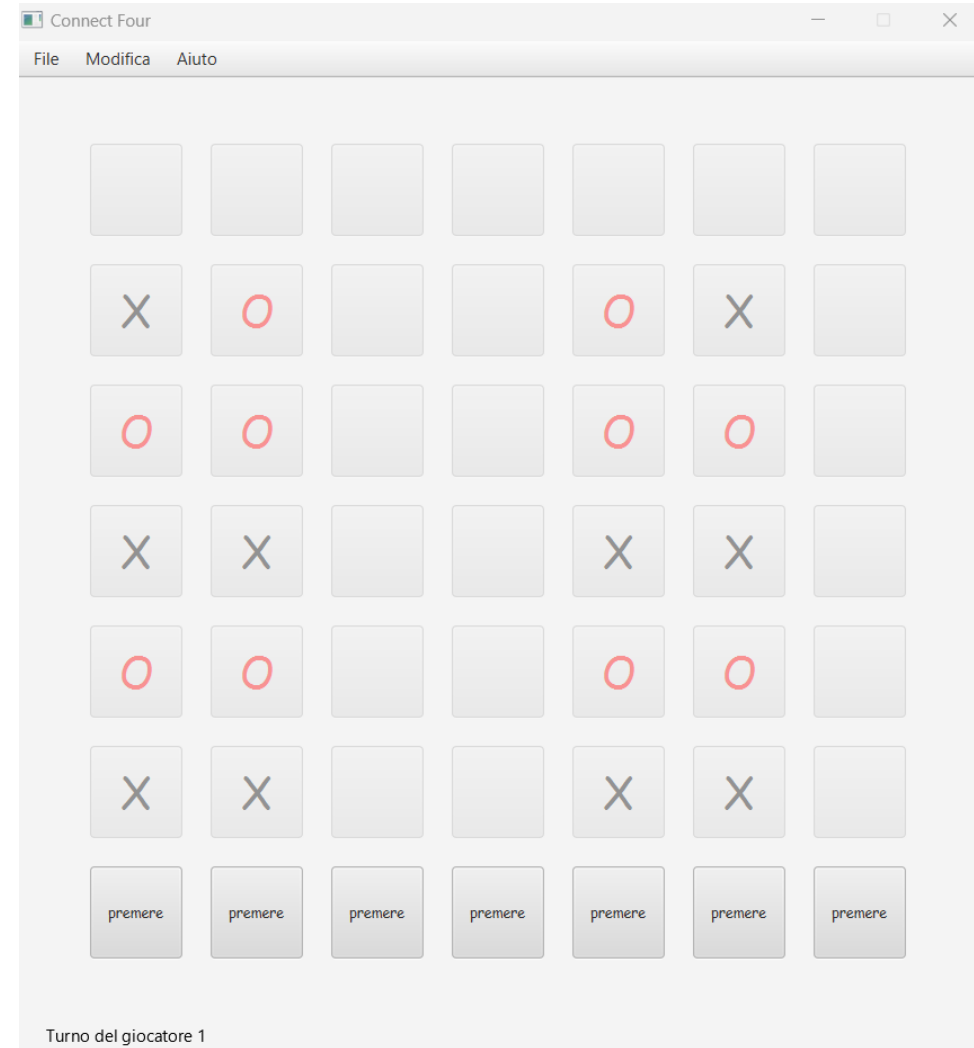 Connect Four
File Modifica Aiuto
X O O X
O O O O
X X X X
O O O O
X X X X
premere premere premere premere premere premere premere
Turno del giocatore 1